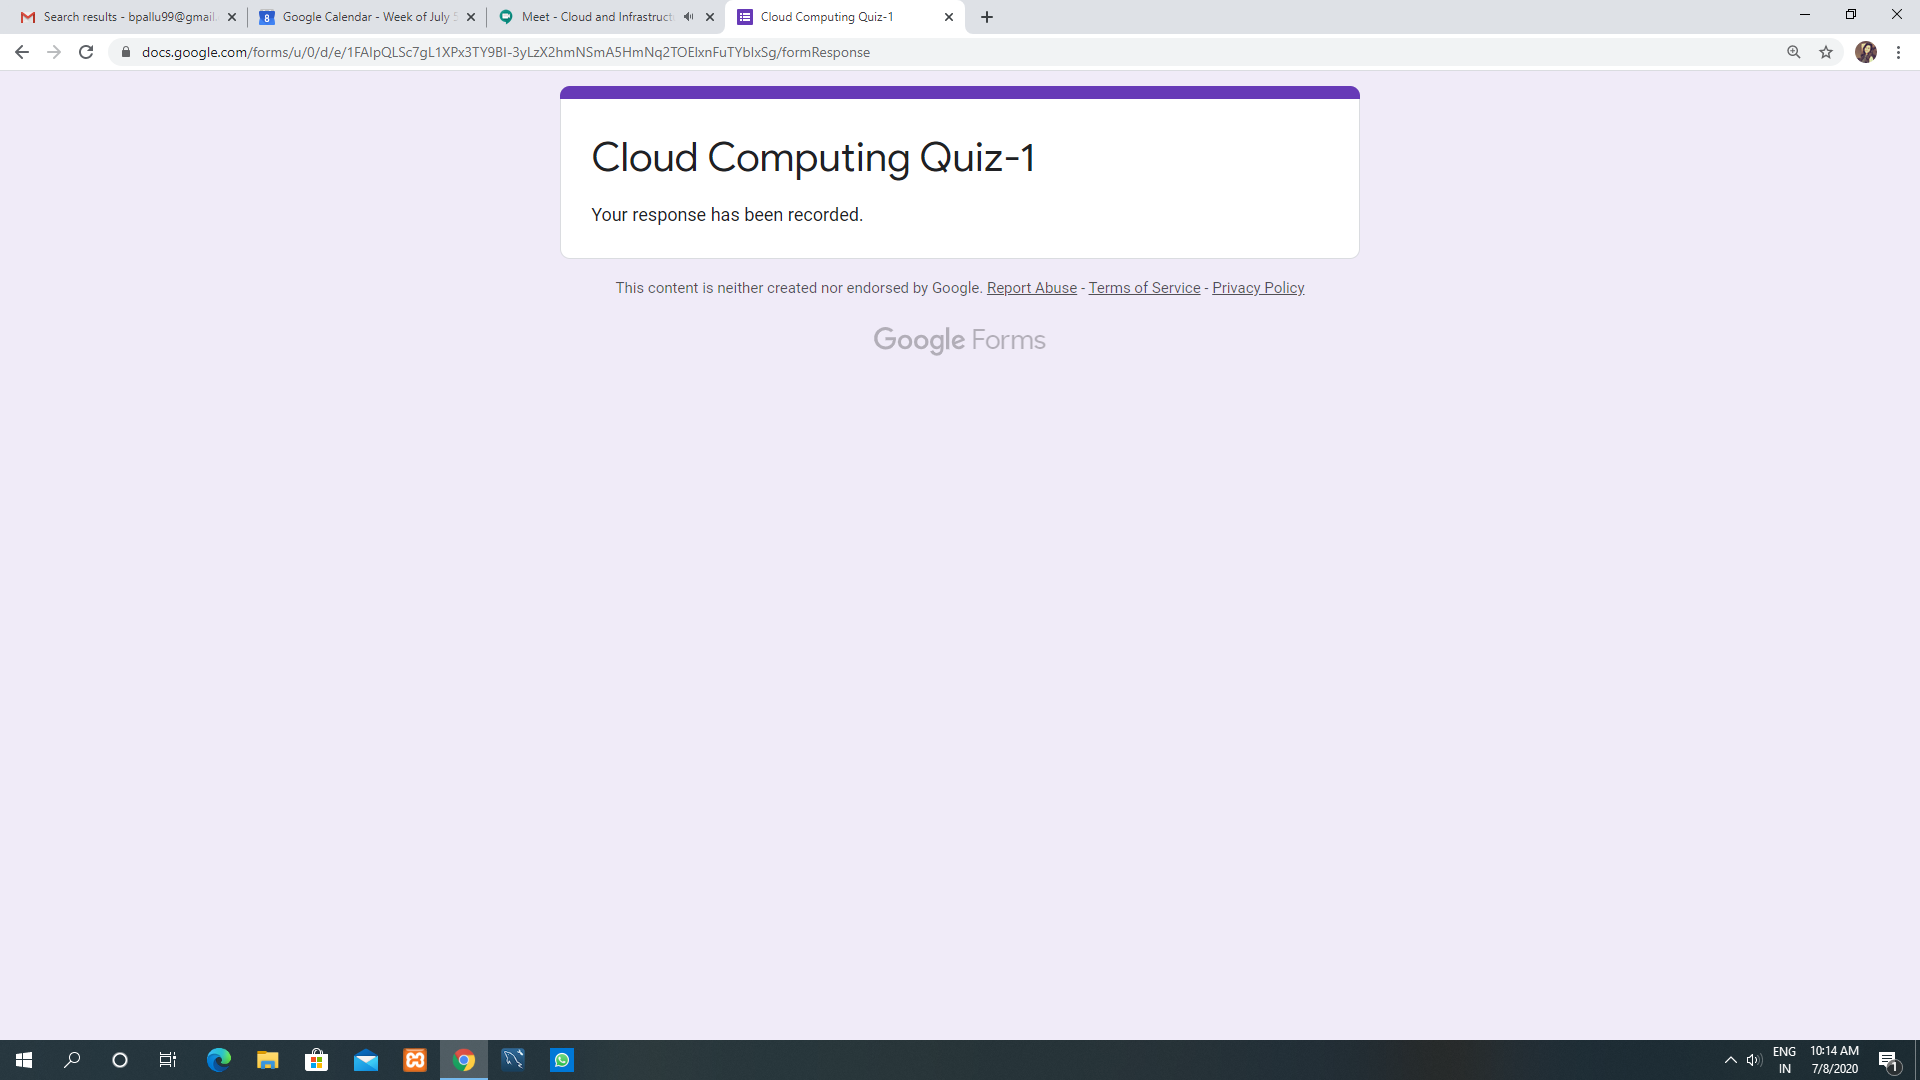 Search results - bpallu99@gmail.
Google Calendar - Week of July 5
Meet - Cloud and Infrastructu
Cloud Computing Quiz-1
docs.google.com/forms/u/0/d/e/1FAIpQLSc7gL1XPx3TY9BI-3yLzX2hmNSmA5HmNq2TOElxnFuTYbIxSg/formResponse
Cloud Computing Quiz-1
Your response has been recorded.
This content is neither created nor endorsed by Google. Report Abuse - Terms of Service - Privacy Policy
Google Forms
ENG
IN
10:14 AM
7/8/2020
1